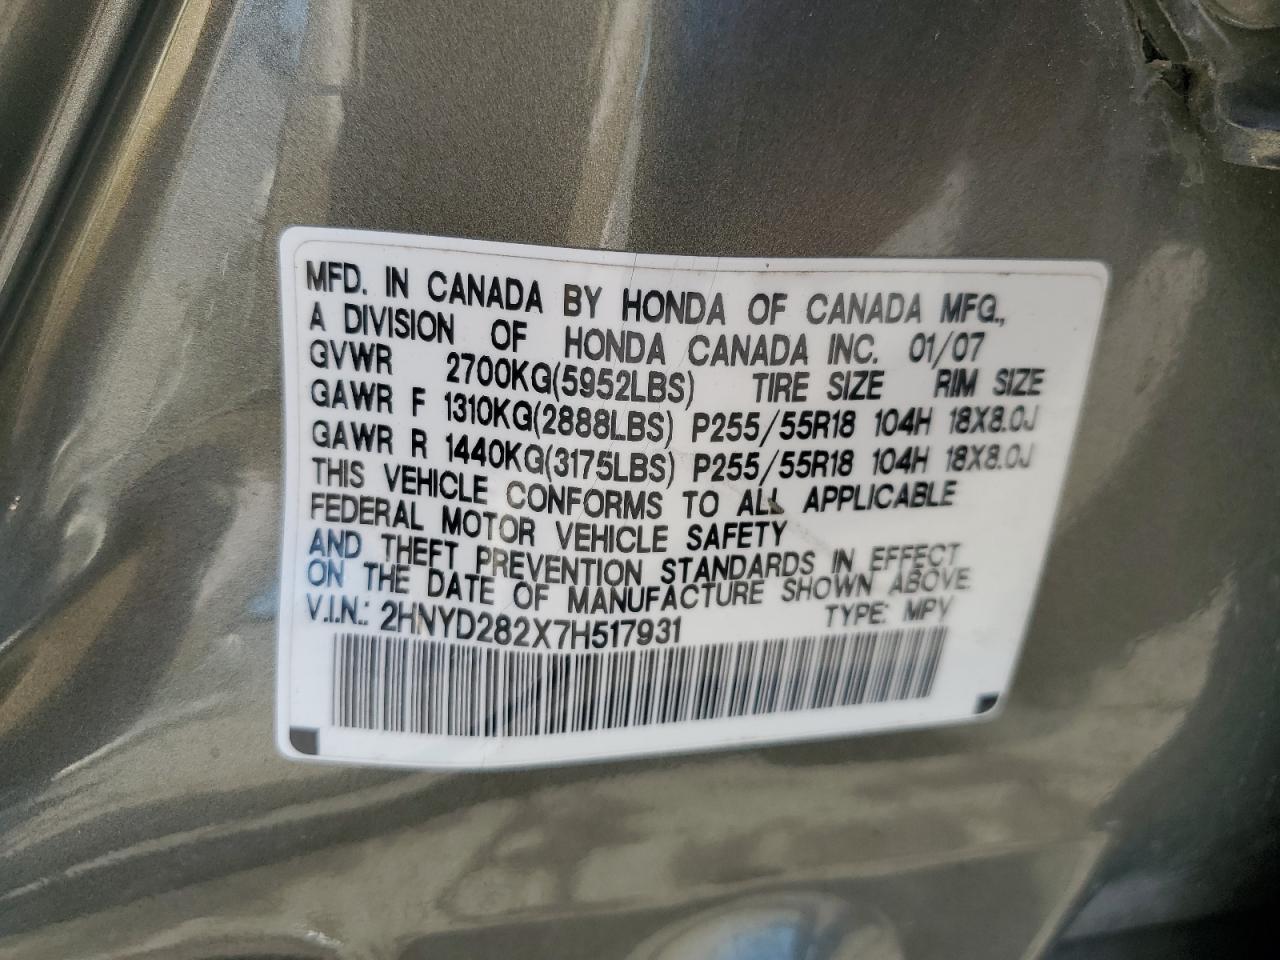 MFD. IN CANADA BY HONDA OF CANADA MFG.,
A DIVISION OF HONDA CANADA INC. 01/07
GVWR 2700KG(5952LBS) TIRE SIZE RIM SIZE
GAWR F 1310KG(2888LBS) P255/55R18 104H 18X8.0J
GAWR R 1440KG(3175LBS) P255/55R18 104H 18X8.0J
THIS VEHICLE CONFORMS TO ALL APPLICABLE
FEDERAL MOTOR VEHICLE SAFETY
AND THEFT PREVENTION STANDARDS IN EFFECT
ON THE DATE OF MANUFACTURE SHOWN ABOVE
V.I.N.: 2HNYD282X7H517931 TYPE: MPV